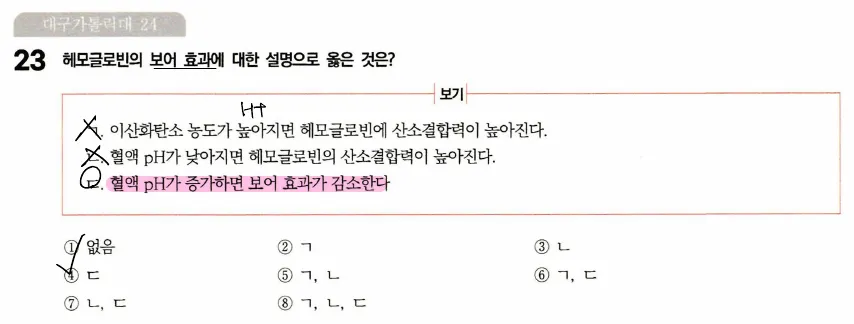 대구가톨릭대 24
23 헤모글로빈의 보어 효과에 대한 설명으로 옳은 것은?
보기
H↑
ㄱ. 이산화탄소 농도가 높아지면 헤모글로빈에 산소결합력이 높아진다.
ㄴ. 혈액 pH가 낮아지면 헤모글로빈의 산소결합력이 높아진다.
ㄷ. 혈액 pH가 증가하면 보어 효과가 감소한다
① 없음 ② ㄱ ③ ㄴ
④ ㄷ ⑤ ㄱ, ㄴ ⑥ ㄱ, ㄷ
⑦ ㄴ, ㄷ ⑧ ㄱ, ㄴ, ㄷ